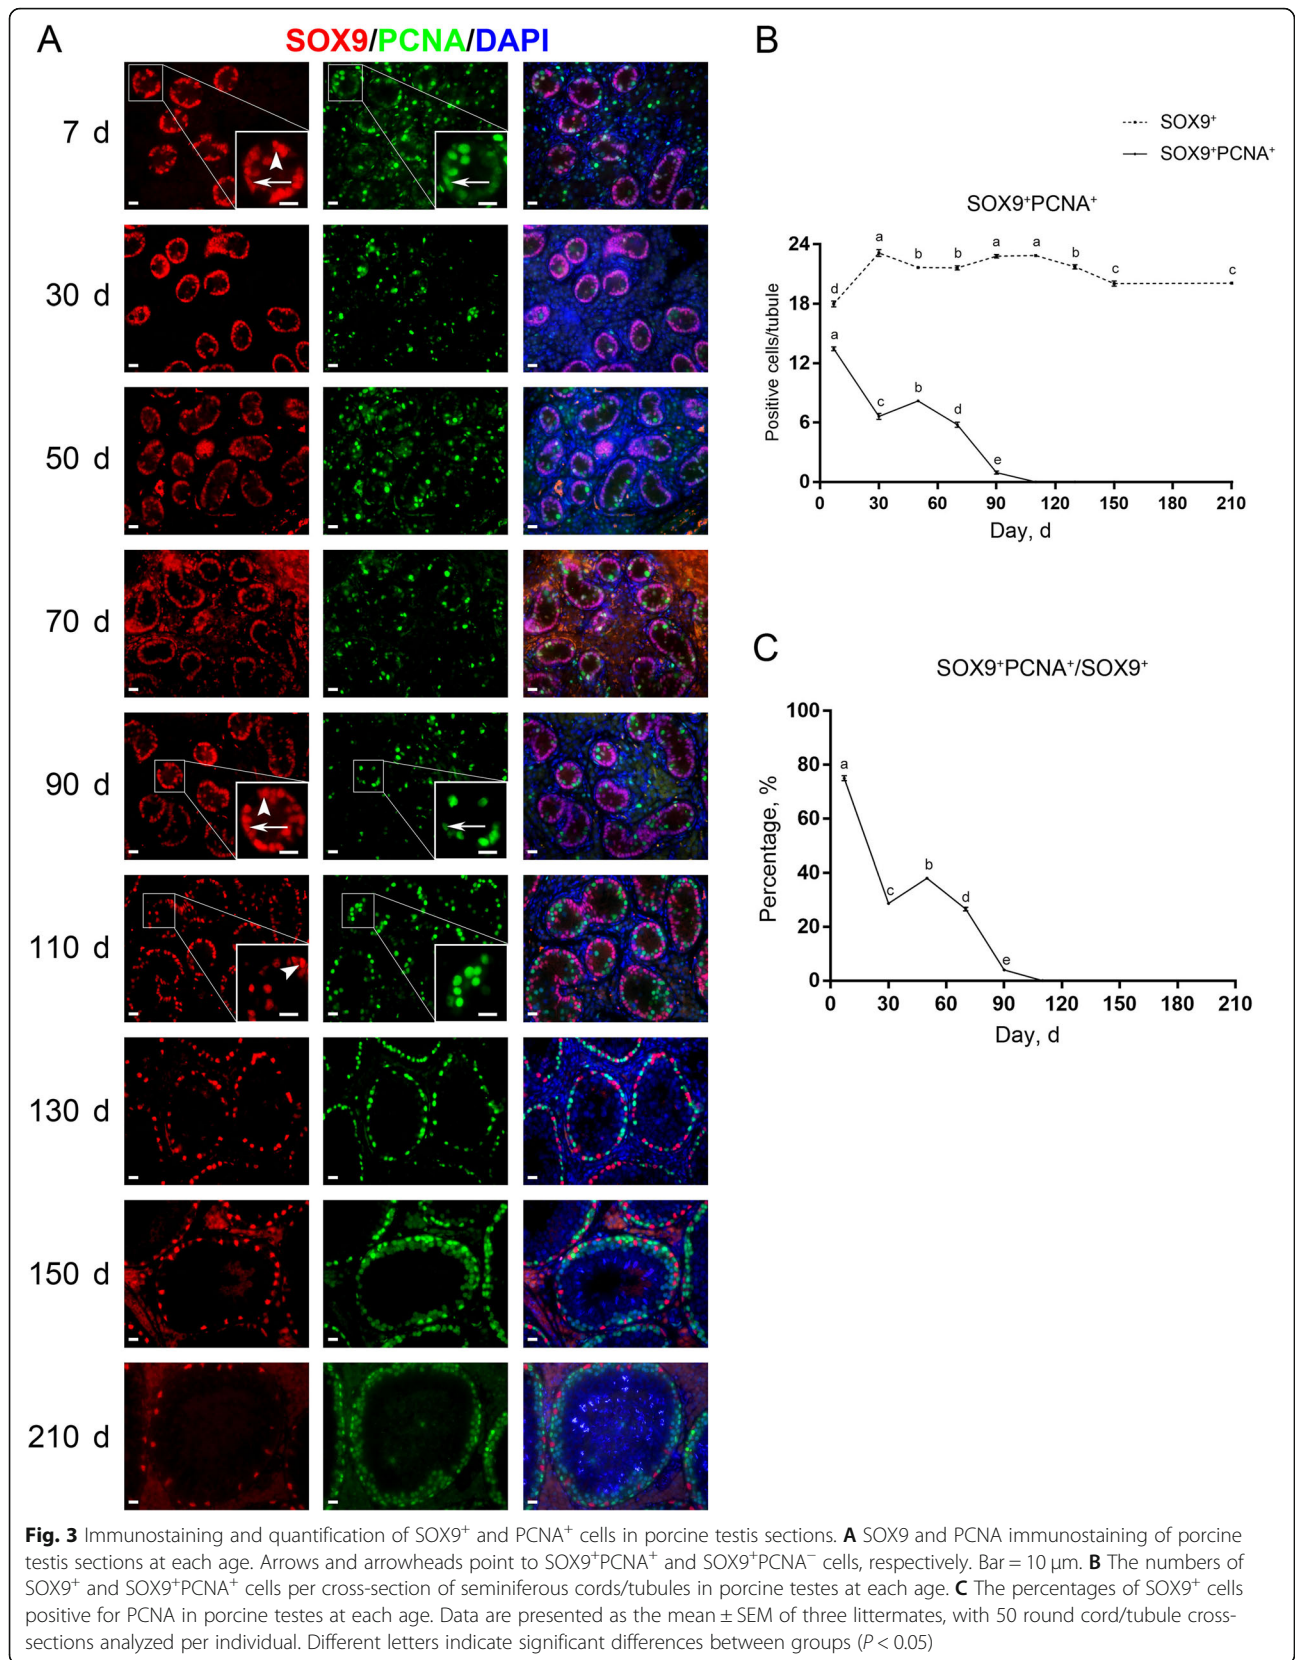 A
SOX9/PCNA/DAPI
7 d
30 d
50 d
70 d
90 d
110 d
130 d
150 d
210 d
B
SOX9⁺
SOX9⁺PCNA⁺
SOX9⁺PCNA⁺
Positive cells/tubule
24
18
12
6
0
d a b b a a b c c
a c b d e
0 30 60 90 120 150 180 210
Day, d
C
SOX9⁺PCNA⁺/SOX9⁺
Percentage, %
100
80
60
40
20
0
a c b d e
0 30 60 90 120 150 180 210
Day, d
Fig. 3 Immunostaining and quantification of SOX9⁺ and PCNA⁺ cells in porcine testis sections. A SOX9 and PCNA immunostaining of porcine
testis sections at each age. Arrows and arrowheads point to SOX9⁺PCNA⁺ and SOX9⁺PCNA⁻ cells, respectively. Bar = 10 μm. B The numbers of
SOX9⁺ and SOX9⁺PCNA⁺ cells per cross-section of seminiferous cords/tubules in porcine testes at each age. C The percentages of SOX9⁺ cells
positive for PCNA in porcine testes at each age. Data are presented as the mean ± SEM of three littermates, with 50 round cord/tubule cross-
sections analyzed per individual. Different letters indicate significant differences between groups (P < 0.05)